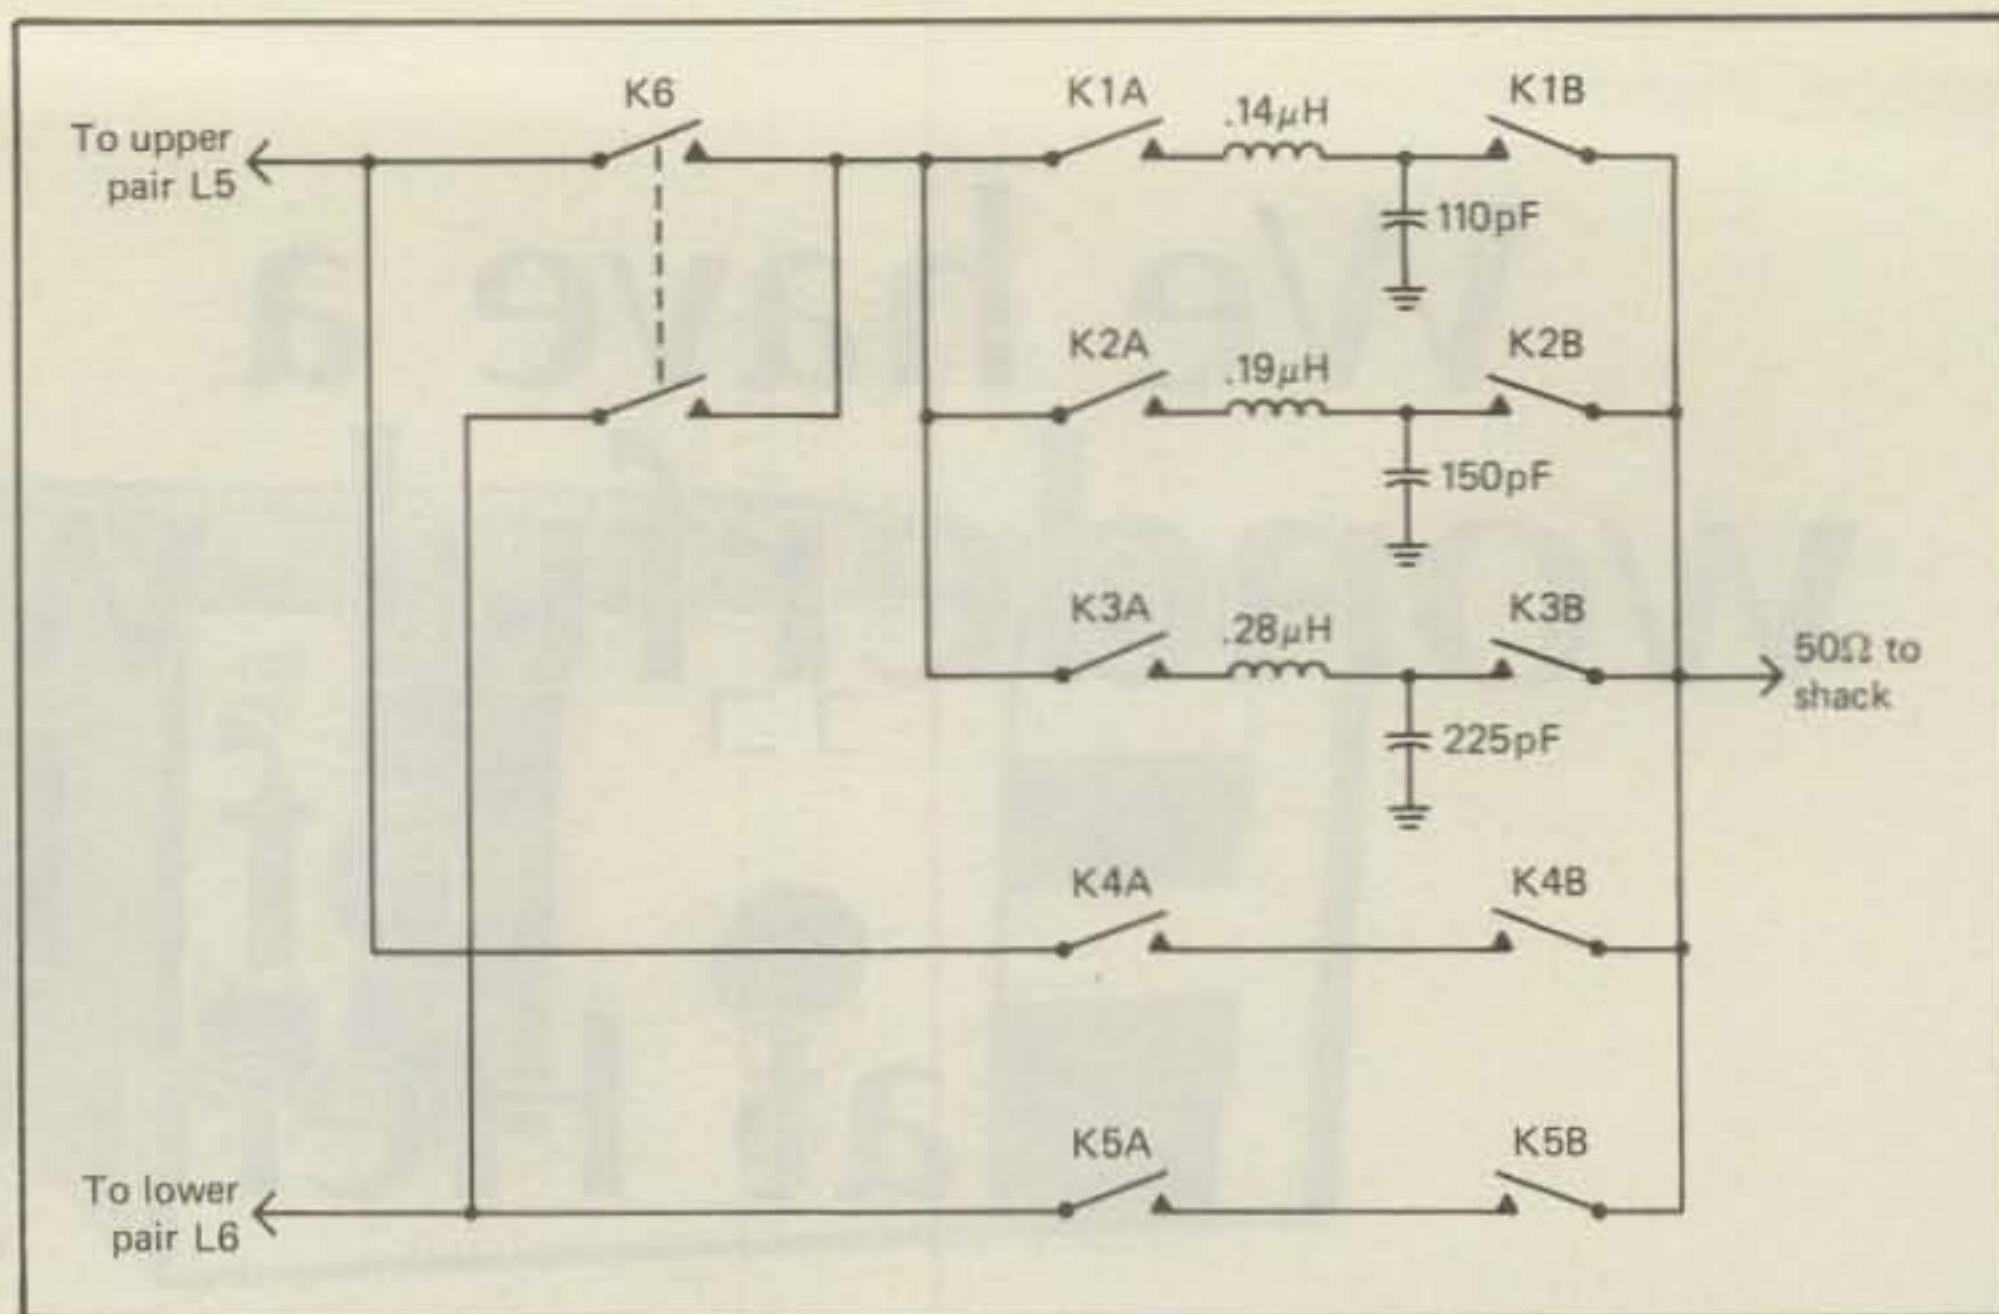 K6
K1A
.14μH
K1B
To upper
pair L5
110pF
K2A
.19μH
K2B
150pF
K3A
.28μH
K3B
50Ω to
shack
225pF
K4A
K4B
K5A
K5B
To lower
pair L6